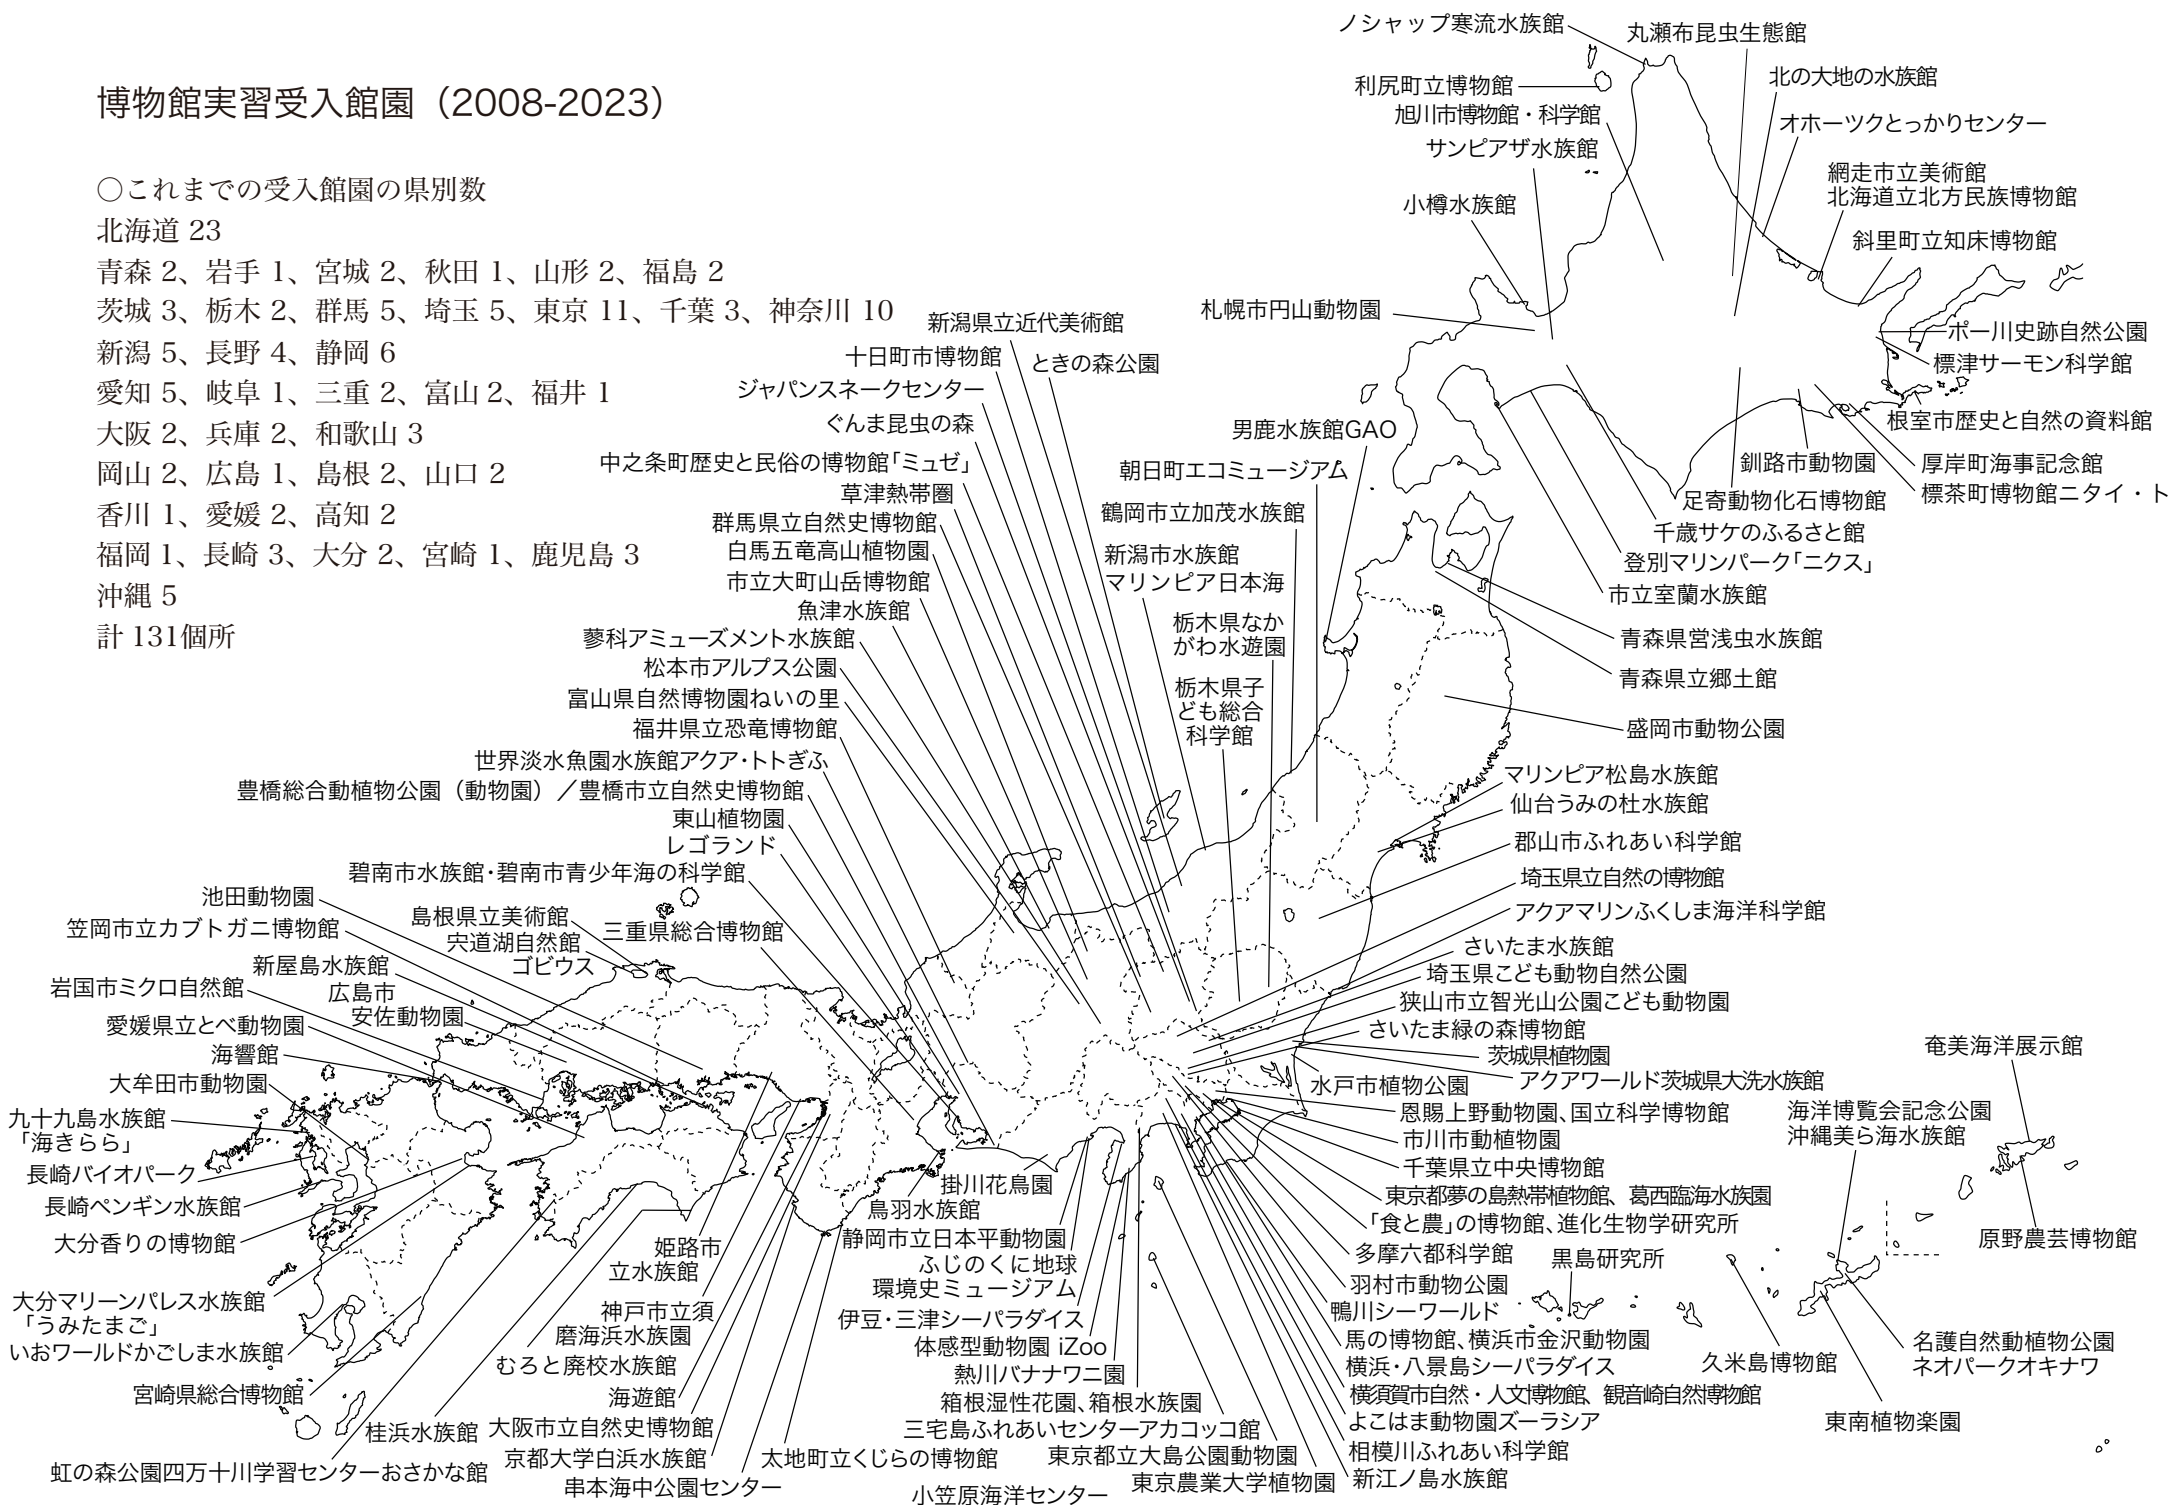 博物館実習受入館園（2008-2023）
○これまでの受入館園の県別数
北海道 23
青森 2、岩手 1、宮城 2、秋田 1、山形 2、福島 2
茨城 3、栃木 2、群馬 5、埼玉 5、東京 11、千葉 3、神奈川 10
新潟 5、長野 4、静岡 6
愛知 5、岐阜 1、三重 2、富山 2、福井 1
大阪 2、兵庫 2、和歌山 3
岡山 2、広島 1、島根 2、山口 2
香川 1、愛媛 2、高知 2
福岡 1、長崎 3、大分 2、宮崎 1、鹿児島 3
沖縄 5
計 131個所
ノシャップ寒流水族館
丸瀬布昆虫生態館
利尻町立博物館
北の大地の水族館
旭川市博物館・科学館
オホーツクとっかりセンター
サンピアザ水族館
網走市立美術館
北海道立北方民族博物館
小樽水族館
斜里町立知床博物館
札幌市円山動物園
ポー川史跡自然公園
標津サーモン科学館
根室市歴史と自然の資料館
釧路市動物園
厚岸町海事記念館
足寄動物化石博物館
標茶町博物館ニタイ・ト
千歳サケのふるさと館
登別マリンパーク「ニクス」
市立室蘭水族館
青森県営浅虫水族館
青森県立郷土館
盛岡市動物公園
マリンピア松島水族館
仙台うみの杜水族館
郡山市ふれあい科学館
埼玉県立自然の博物館
アクアマリンふくしま海洋科学館
さいたま水族館
埼玉県こども動物自然公園
狭山市立智光山公園こども動物園
さいたま緑の森博物館
茨城県植物園
アクアワールド茨城県大洗水族館
水戸市植物公園
恩賜上野動物園、国立科学博物館
市川市動植物園
千葉県立中央博物館
東京都夢の島熱帯植物館、葛西臨海水族園
「食と農」の博物館、進化生物学研究所
多摩六都科学館
羽村市動物公園
鴨川シーワールド
馬の博物館、横浜市金沢動物園
横浜・八景島シーパラダイス
横須賀市自然・人文博物館、観音崎自然博物館
よこはま動物園ズーラシア
相模川ふれあい科学館
新江ノ島水族館
新潟県立近代美術館
十日町市博物館
ときの森公園
ジャパンスネークセンター
ぐんま昆虫の森
男鹿水族館GAO
中之条町歴史と民俗の博物館「ミュゼ」
朝日町エコミュージアム
草津熱帯圏
鶴岡市立加茂水族館
群馬県立自然史博物館
白馬五竜高山植物園
新潟市水族館
マリンピア日本海
市立大町山岳博物館
魚津水族館
栃木県なか
がわ水遊園
蓼科アミューズメント水族館
松本市アルプス公園
栃木県子
ども総合
科学館
富山県自然博物園ねいの里
福井県立恐竜博物館
世界淡水魚園水族館アクア・トトぎふ
豊橋総合動植物公園（動物園）／豊橋市立自然史博物館
東山植物園
レゴランド
碧南市水族館・碧南市青少年海の科学館
池田動物園
島根県立美術館
三重県総合博物館
笠岡市立カブトガニ博物館
宍道湖自然館
ゴビウス
新屋島水族館
岩国市ミクロ自然館
広島市
安佐動物園
愛媛県立とべ動物園
海響館
大牟田市動物園
九十九島水族館
「海きらら」
長崎バイオパーク
長崎ペンギン水族館
大分香りの博物館
大分マリーンパレス水族館
「うみたまご」
いおワールドかごしま水族館
宮崎県総合博物館
桂浜水族館
虹の森公園四万十川学習センターおさかな館
掛川花鳥園
鳥羽水族館
静岡市立日本平動物園
姫路市
立水族館
ふじのくに地球
環境史ミュージアム
神戸市立須
磨海浜水族園
伊豆・三津シーパラダイス
体感型動物園 iZoo
むろと廃校水族館
熱川バナナワニ園
海遊館
箱根湿性花園、箱根水族園
大阪市立自然史博物館
三宅島ふれあいセンターアカコッコ館
京都大学白浜水族館
太地町立くじらの博物館
東京都立大島公園動物園
串本海中公園センター
東京農業大学植物園
小笠原海洋センター
奄美海洋展示館
海洋博覧会記念公園
沖縄美ら海水族館
原野農芸博物館
黒島研究所
久米島博物館
名護自然動植物公園
ネオパークオキナワ
東南植物楽園